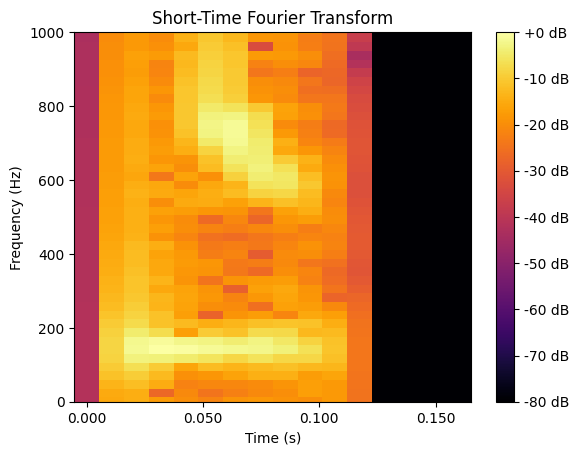 Short-Time Fourier Transform
1000
800
600
400
200
0
Frequency (Hz)
0.000
0.050
0.100
0.150
Time (s)
+0 dB
-10 dB
-20 dB
-30 dB
-40 dB
-50 dB
-60 dB
-70 dB
-80 dB